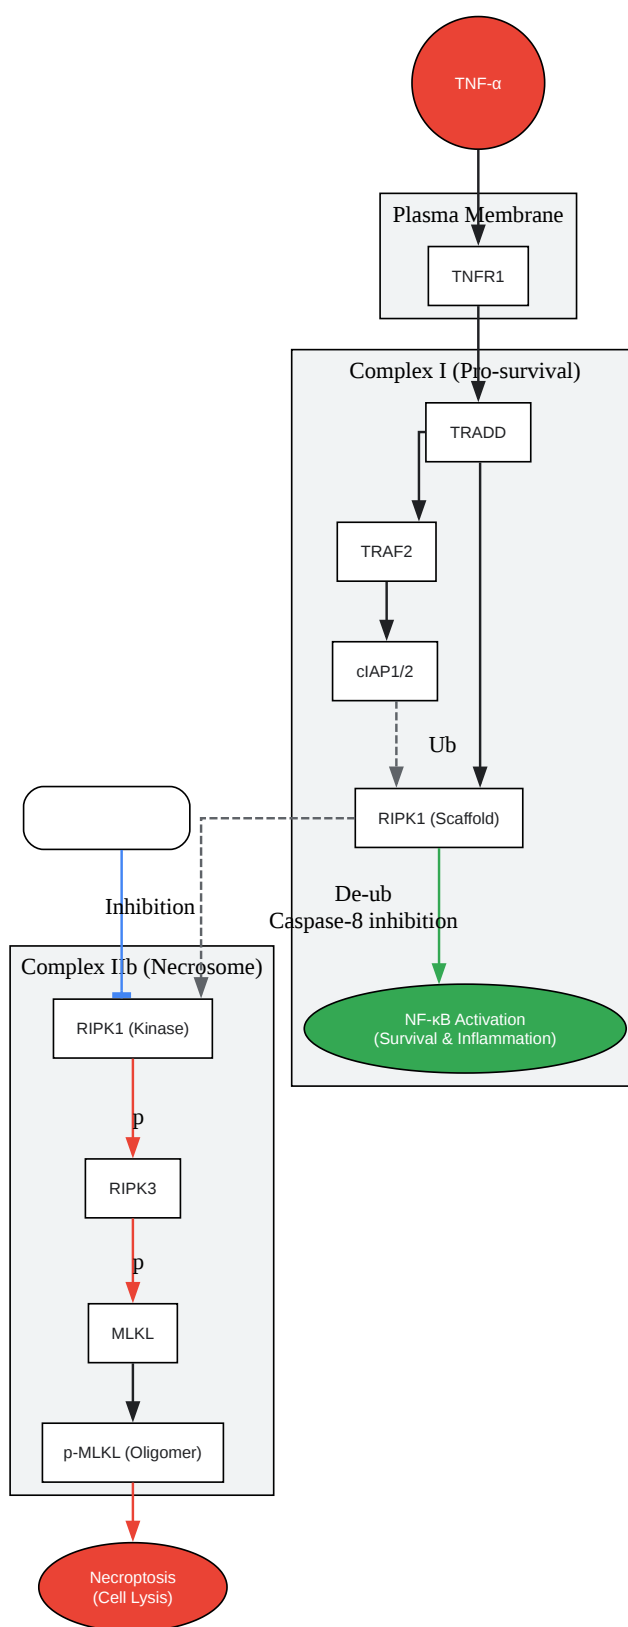 TNF-α
Plasma Membrane
TNFR1
Complex I (Pro-survival)
TRADD
TRAF2
cIAP1/2
Ub
RIPK1 (Scaffold)
De-ub
Caspase-8 inhibition
Inhibition
Complex IIb (Necrosome)
RIPK1 (Kinase)
NF-κB Activation
(Survival & Inflammation)
p
RIPK3
p
MLKL
p-MLKL (Oligomer)
Necroptosis
(Cell Lysis)